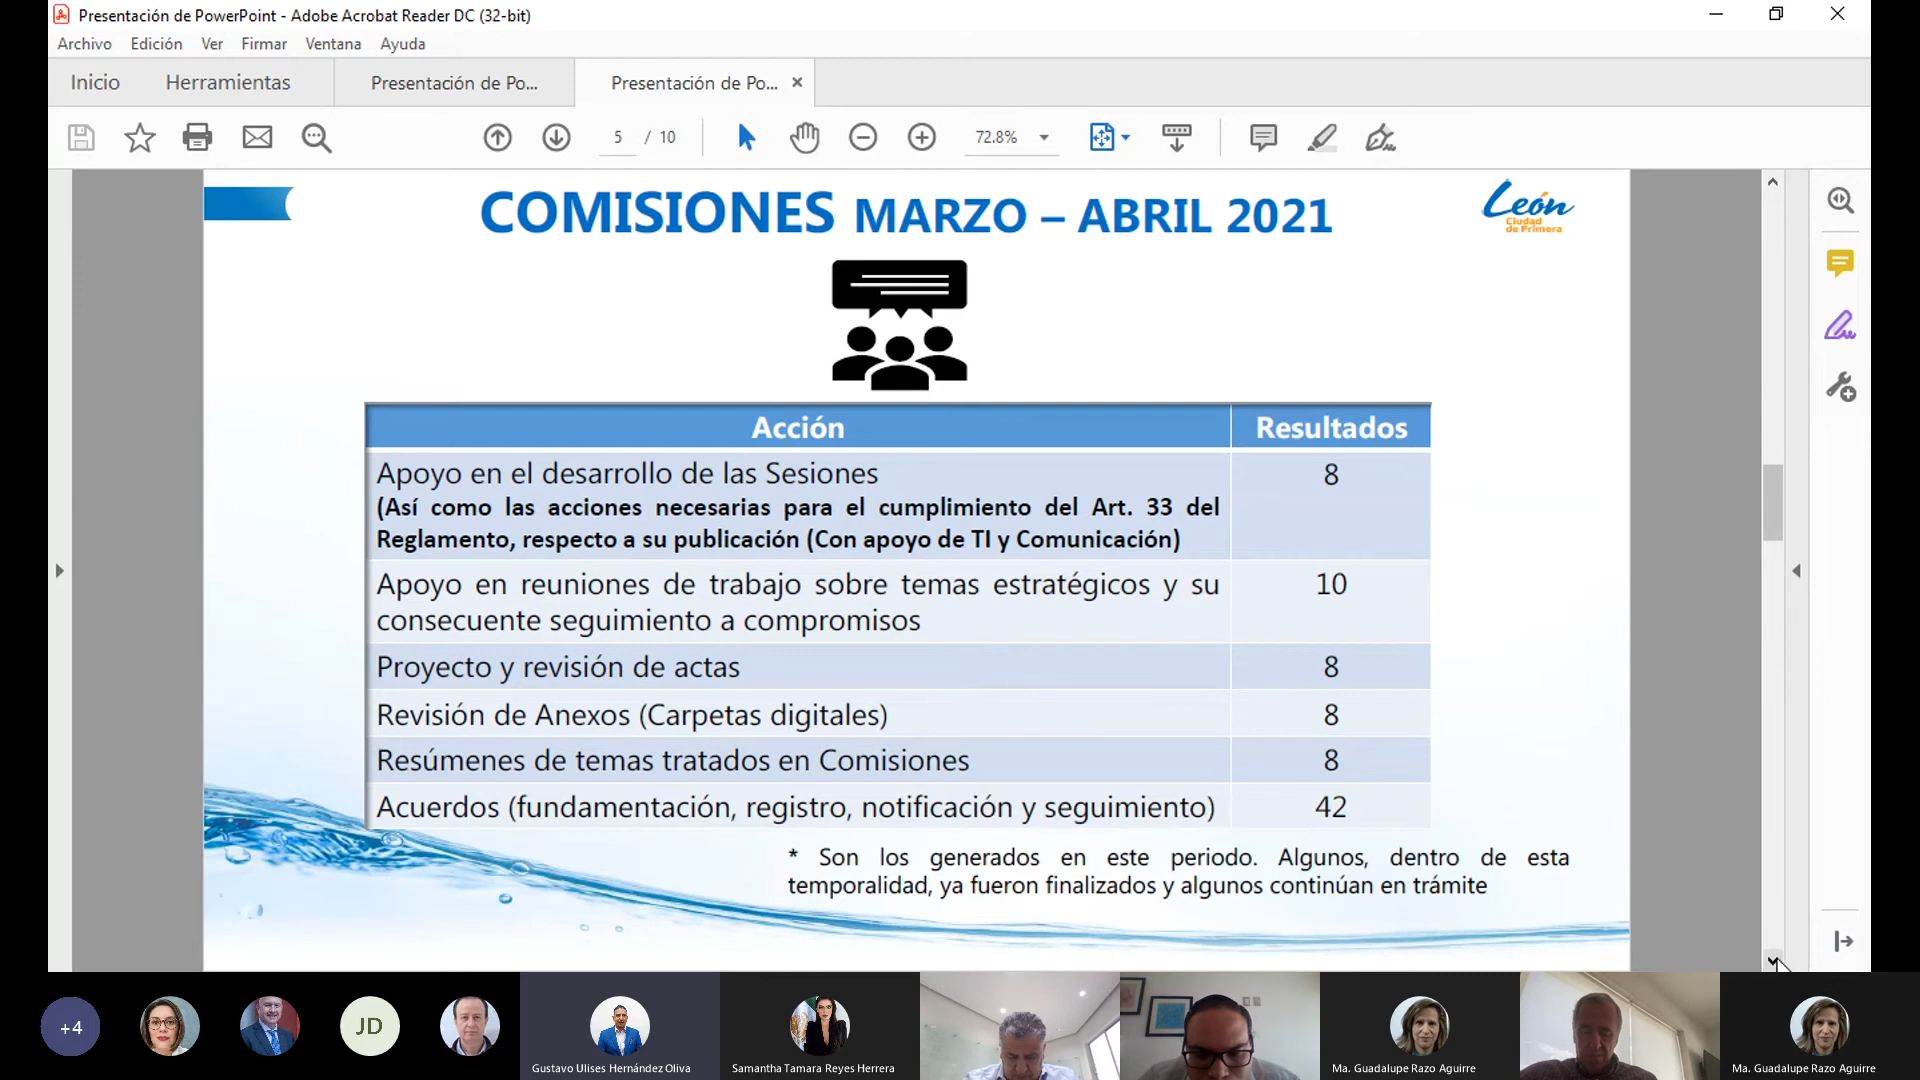 Presentación de PowerPoint - Adobe Acrobat Reader DC (32-bit)
Archivo Edición Ver Firmar Ventana Ayuda
Inicio Herramientas Presentación de Po... Presentación de Po...
5 / 10 72.8%
COMISIONES MARZO – ABRIL 2021
León
Ciudad
de Primera
Acción Resultados
Apoyo en el desarrollo de las Sesiones 8
(Así como las acciones necesarias para el cumplimiento del Art. 33 del
Reglamento, respecto a su publicación (Con apoyo de TI y Comunicación)
Apoyo en reuniones de trabajo sobre temas estratégicos y su 10
consecuente seguimiento a compromisos
Proyecto y revisión de actas 8
Revisión de Anexos (Carpetas digitales) 8
Resúmenes de temas tratados en Comisiones 8
Acuerdos (fundamentación, registro, notificación y seguimiento) 42
* Son los generados en este periodo. Algunos, dentro de esta
temporalidad, ya fueron finalizados y algunos continúan en trámite
+4 JD
Gustavo Ulises Hernández Oliva Samantha Tamara Reyes Herrera Ma. Guadalupe Razo Aguirre Ma. Guadalupe Razo Aguirre